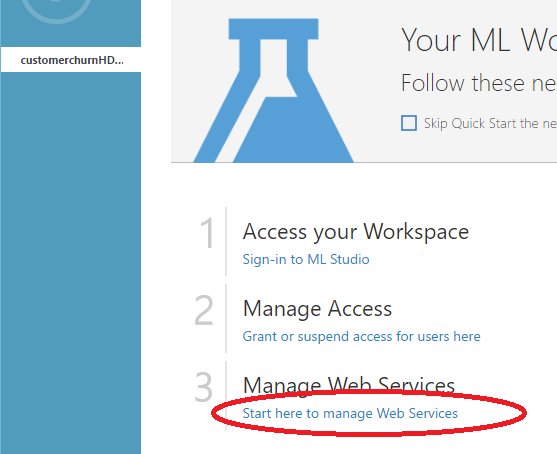 customerchurnHD...
Your ML Wo
Follow these ne
Skip Quick Start the ne
1
Access your Workspace
Sign-in to ML Studio
2
Manage Access
Grant or suspend access for users here
3
Manage Web Services
Start here to manage Web Services